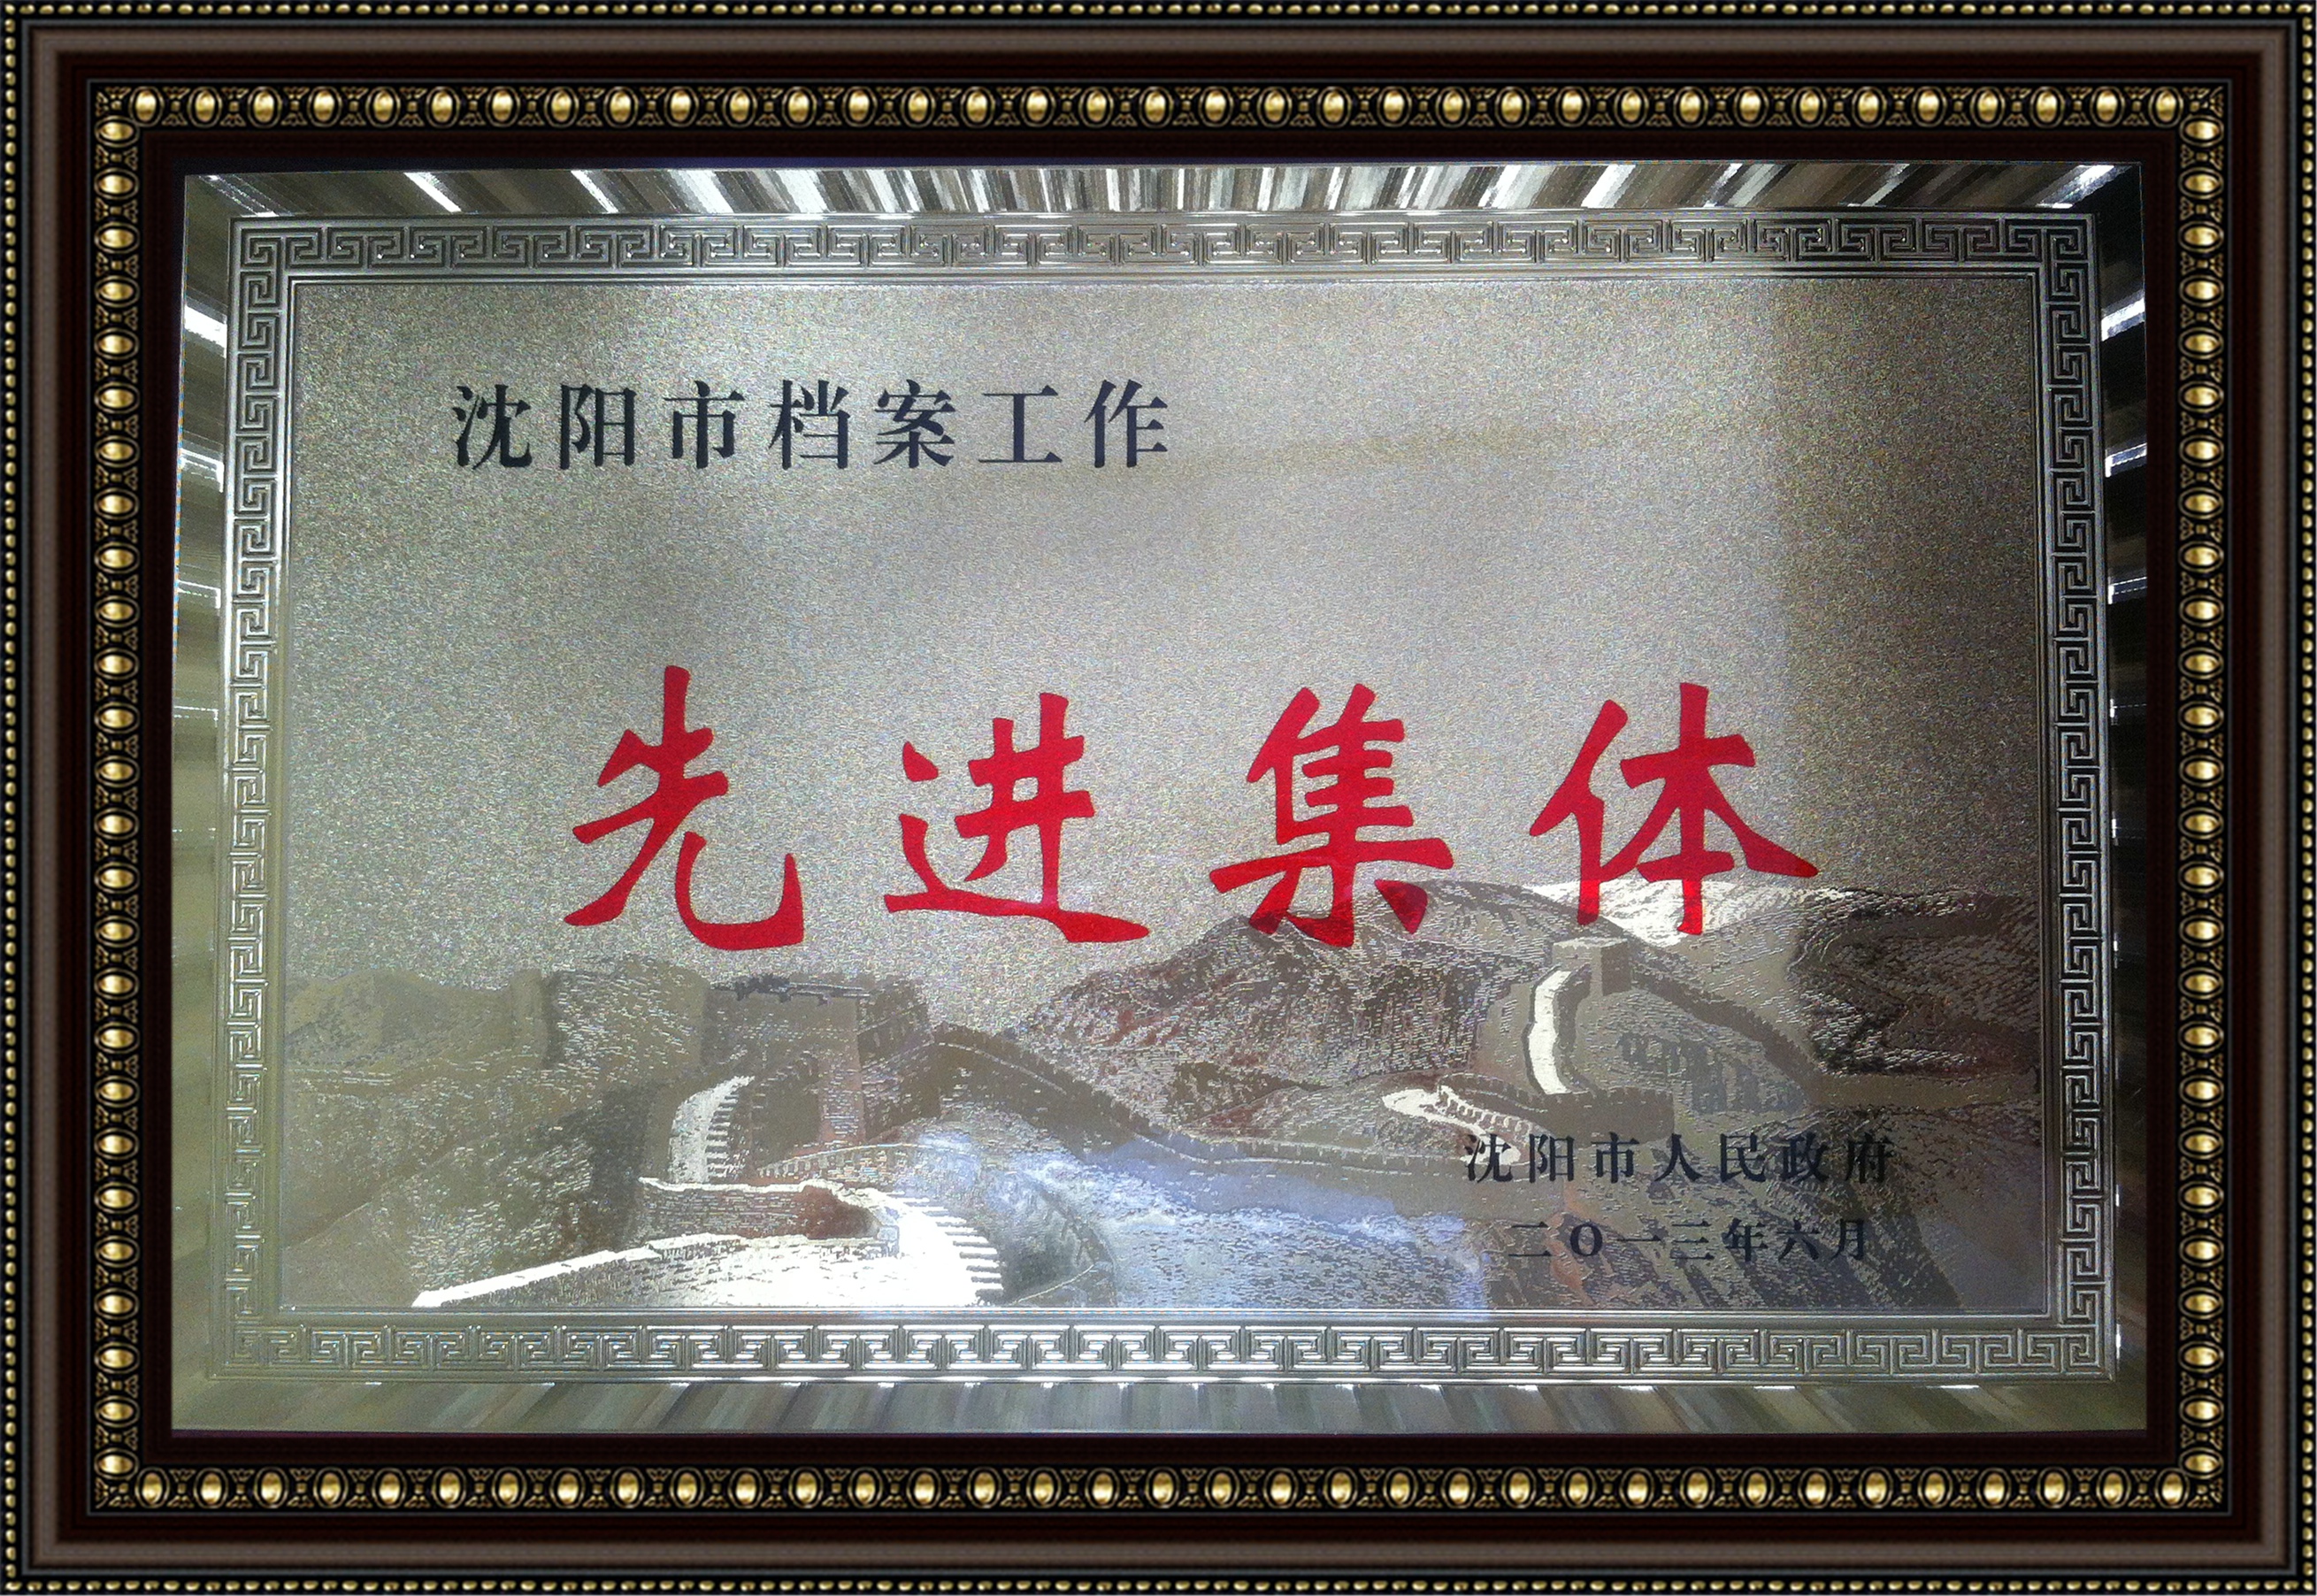 沈阳市档案工作
先进集体
沈阳市人民政府
二〇一三年六月